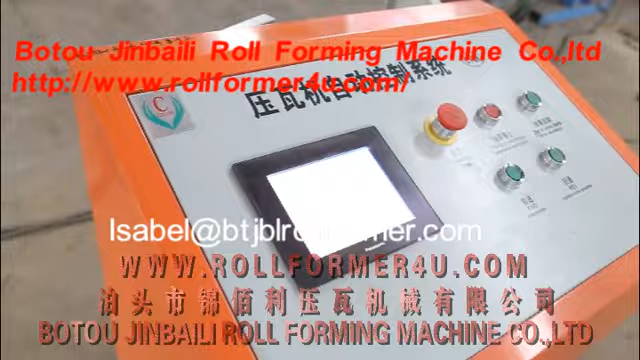 Botou Jinbaili Roll Forming Machine Co.,ltd
http://www.rollformer4u.com/
压瓦机自动控制系统
C
Isabel@btjblrollformer.com
WWW.ROLLFORMER4U.COM
泊头市锦佰利压瓦机械有限公司
BOTOU JINBAILI ROLL FORMING MACHINE CO.,LTD